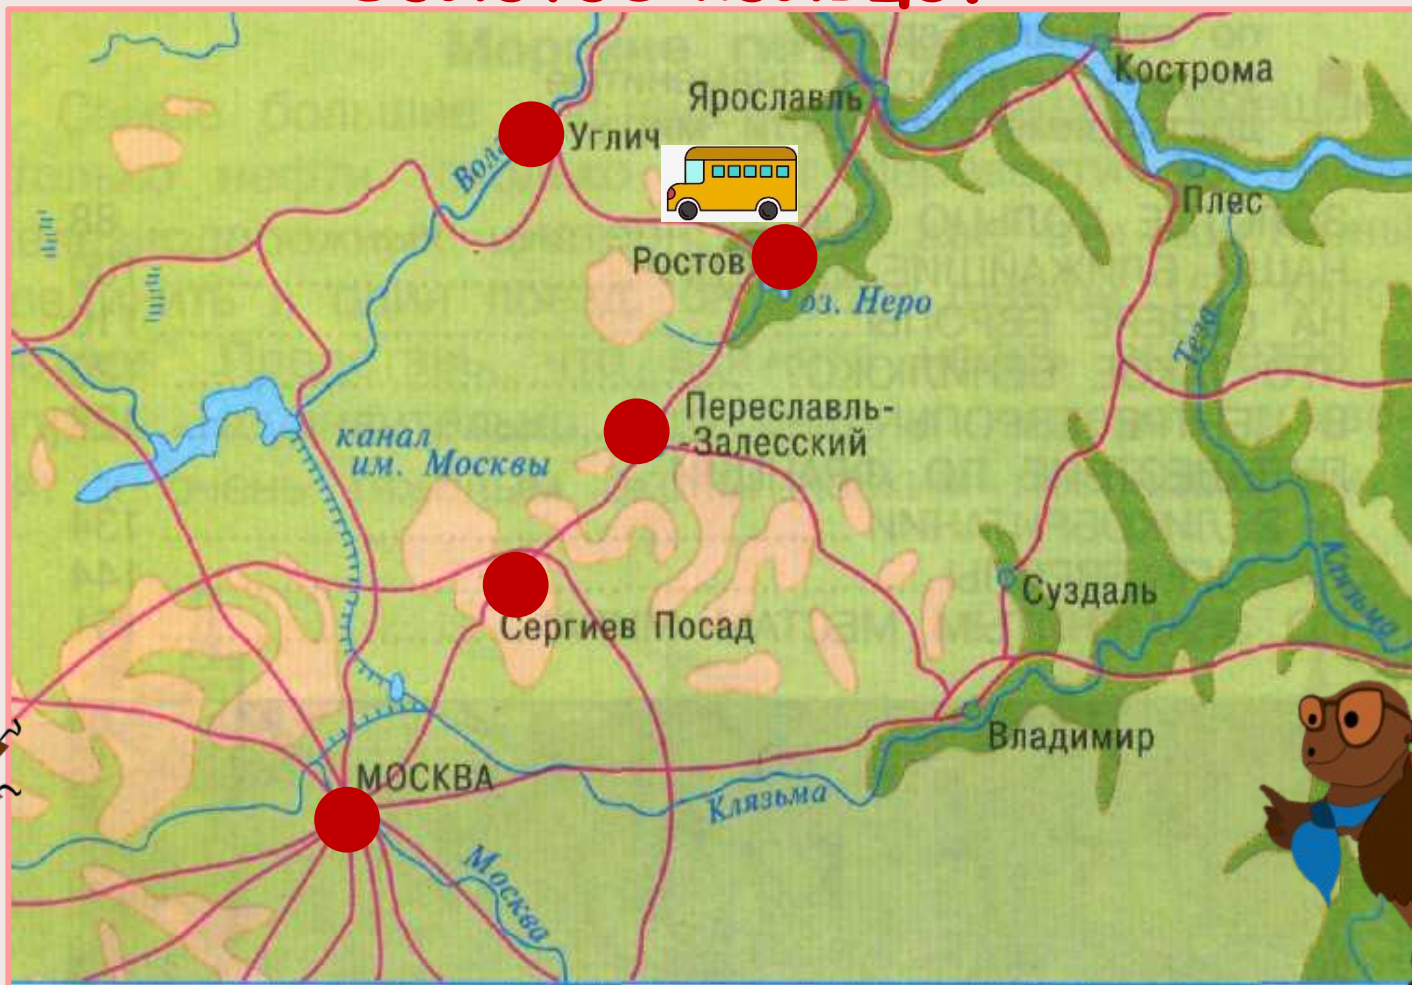 Кострома
Ярославль
Углич
Волга
Плес
Ростов
оз. Неро
Теза
Переславль-
-Залесский
канал
им. Москвы
Клязьма
Суздаль
Сергиев Посад
Владимир
МОСКВА
Клязьма
Москва